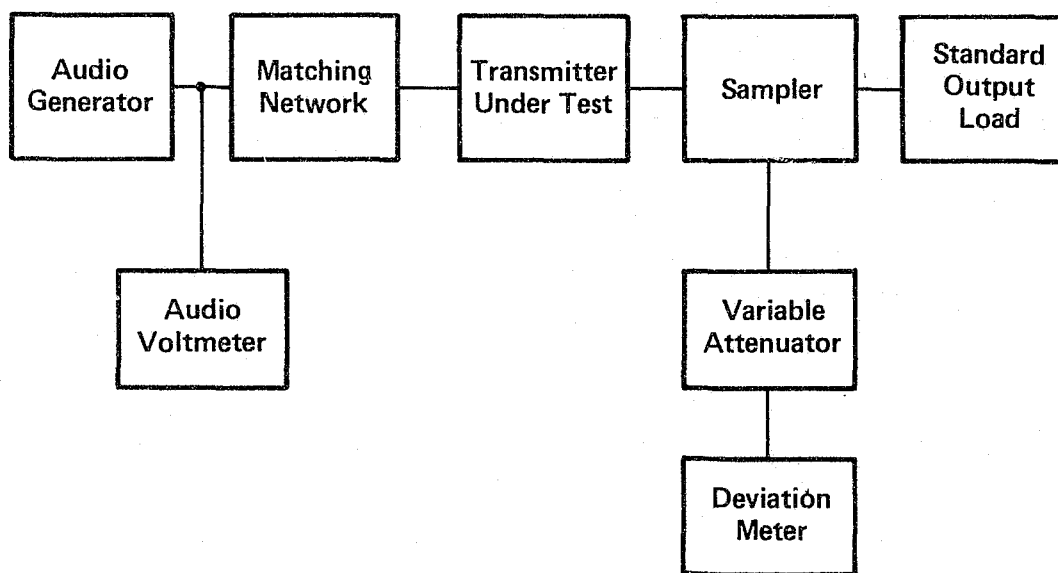 Audio
Generator
Matching
Network
Transmitter
Under Test
Sampler
Standard
Output
Load
Audio
Voltmeter
Variable
Attenuator
Deviation
Meter